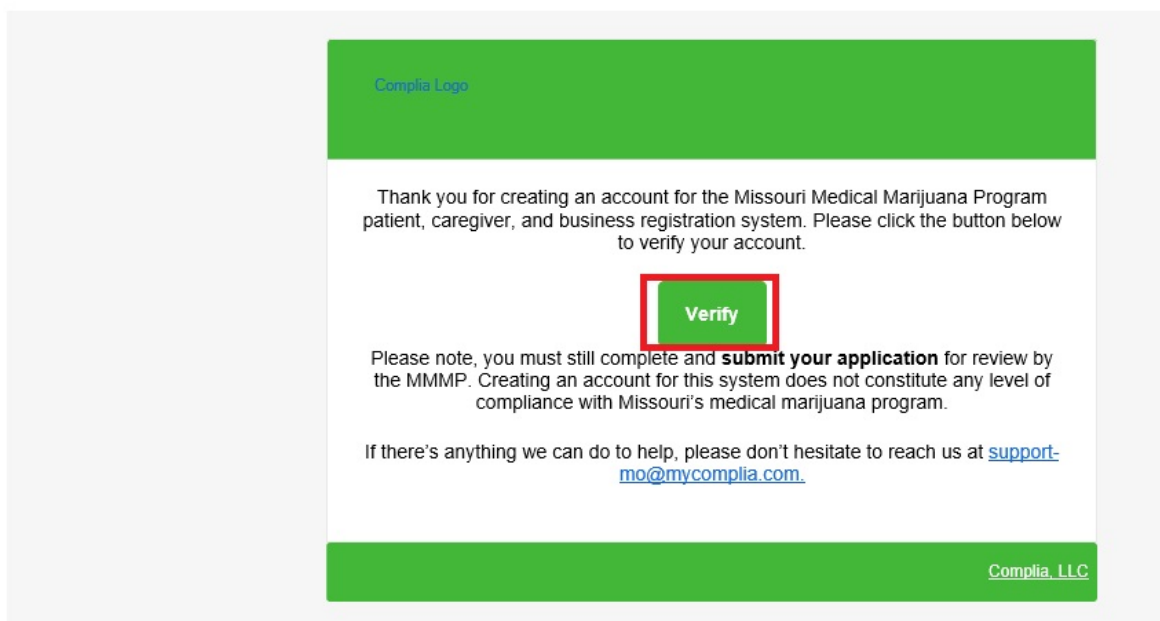 Complia Logo
Thank you for creating an account for the Missouri Medical Marijuana Program
patient, caregiver, and business registration system. Please click the button below
to verify your account.
Verify
Please note, you must still complete and submit your application for review by
the MMMP. Creating an account for this system does not constitute any level of
compliance with Missouri’s medical marijuana program.
If there’s anything we can do to help, please don’t hesitate to reach us at support-
mo@mycomplia.com.
Complia, LLC